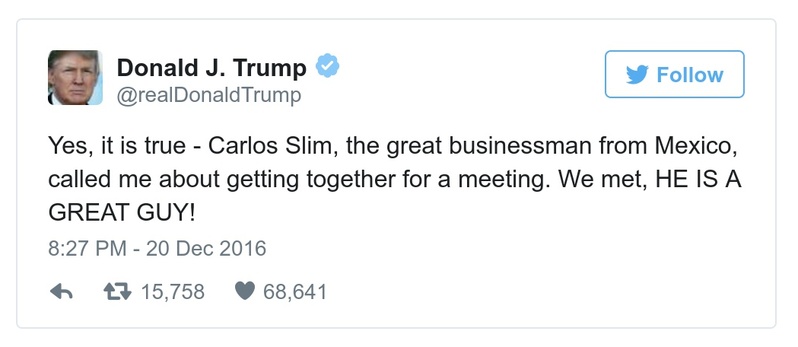 Donald J. Trump
@realDonaldTrump
Follow
Yes, it is true - Carlos Slim, the great businessman from Mexico,
called me about getting together for a meeting. We met, HE IS A
GREAT GUY!
8:27 PM - 20 Dec 2016
15,758 68,641